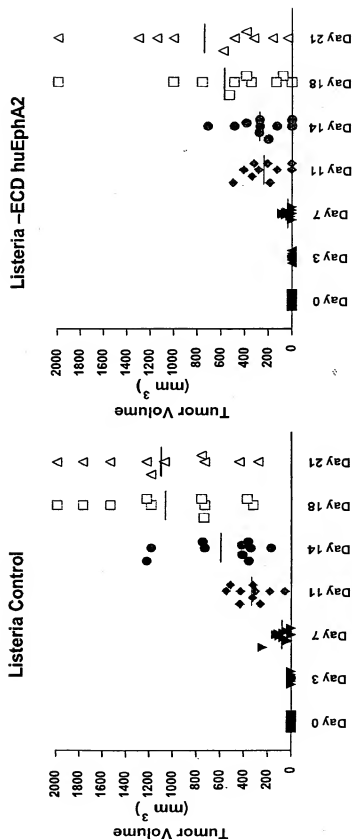 Listeria Control
Tumor Volume
(mm³)
2000
1800
1600
1400
1200
1000
800
600
400
200
0
Day 0
Day 3
Day 7
Day 11
Day 14
Day 18
Day 21
Listeria –ECD huEphA2
Tumor Volume
(mm³)
2000
1800
1600
1400
1200
1000
800
600
400
200
0
Day 0
Day 3
Day 7
Day 11
Day 14
Day 18
Day 21